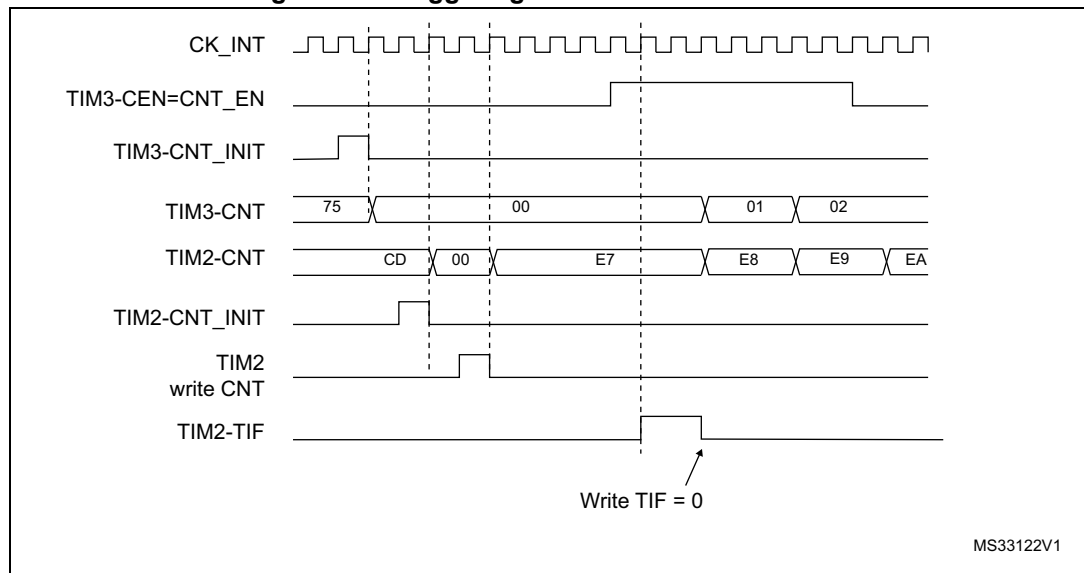 CK_INT
TIM3-CEN=CNT_EN
TIM3-CNT_INIT
TIM3-CNT 75 00 01 02
TIM2-CNT CD 00 E7 E8 E9 EA
TIM2-CNT_INIT
TIM2
write CNT
TIM2-TIF
Write TIF = 0
MS33122V1